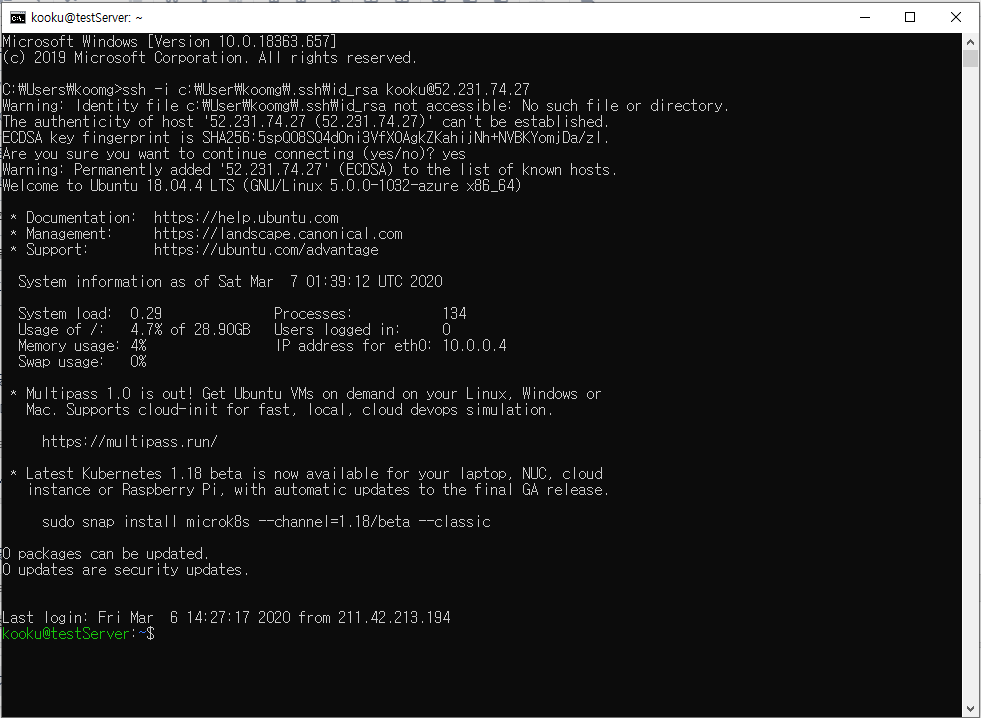 kooku@testServer: ~
Microsoft Windows [Version 10.0.18363.657]
(c) 2019 Microsoft Corporation. All rights reserved.
C:₩Users₩koomg>ssh -i c:₩User₩koomg₩.ssh₩id_rsa kooku@52.231.74.27
Warning: Identity file c:₩User₩koomg₩.ssh₩id_rsa not accessible: No such file or directory.
The authenticity of host '52.231.74.27 (52.231.74.27)' can't be established.
ECDSA key fingerprint is SHA256:5spQO8SQ4dOni3VfXOAgkZKahijNh+NVBKYomjDa/zI.
Are you sure you want to continue connecting (yes/no)? yes
Warning: Permanently added '52.231.74.27' (ECDSA) to the list of known hosts.
Welcome to Ubuntu 18.04.4 LTS (GNU/Linux 5.0.0-1032-azure x86_64)
* Documentation:  https://help.ubuntu.com
* Management:     https://landscape.canonical.com
* Support:        https://ubuntu.com/advantage
System information as of Sat Mar  7 01:39:12 UTC 2020
System load:  0.29              Processes:           134
Usage of /:   4.7% of 28.90GB   Users logged in:     0
Memory usage: 4%                IP address for eth0: 10.0.0.4
Swap usage:   0%
* Multipass 1.0 is out! Get Ubuntu VMs on demand on your Linux, Windows or
Mac. Supports cloud-init for fast, local, cloud devops simulation.
https://multipass.run/
* Latest Kubernetes 1.18 beta is now available for your laptop, NUC, cloud
instance or Raspberry Pi, with automatic updates to the final GA release.
sudo snap install microk8s --channel=1.18/beta --classic
0 packages can be updated.
0 updates are security updates.
Last login: Fri Mar  6 14:27:17 2020 from 211.42.213.194
kooku@testServer:~$